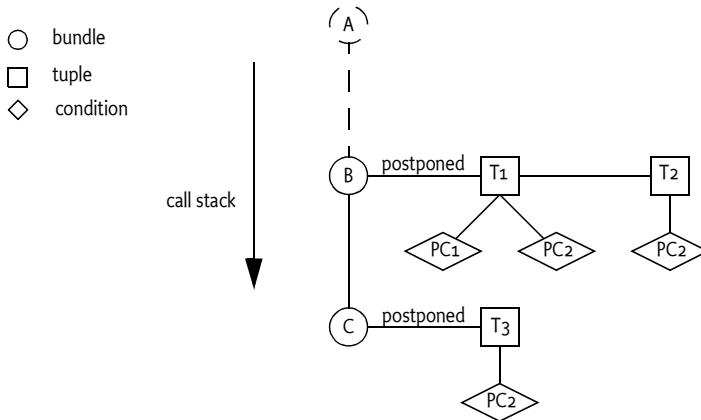 A
bundle
tuple
condition
call stack
B
postponed
T1
T2
PC1
PC2
PC2
C
postponed
T3
PC2